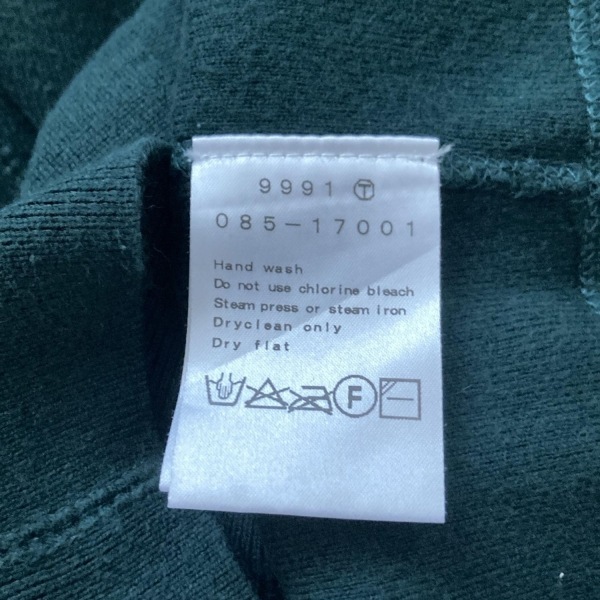 9991 Ⓣ
085-17001
Hand wash
Do not use chlorine bleach
Steam press or steam iron
Dryclean only
Dry flat
F